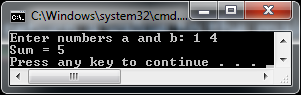 C:\Windows\system32\cmd....
Enter numbers a and b: 1 4
Sum = 5
Press any key to continue . . .